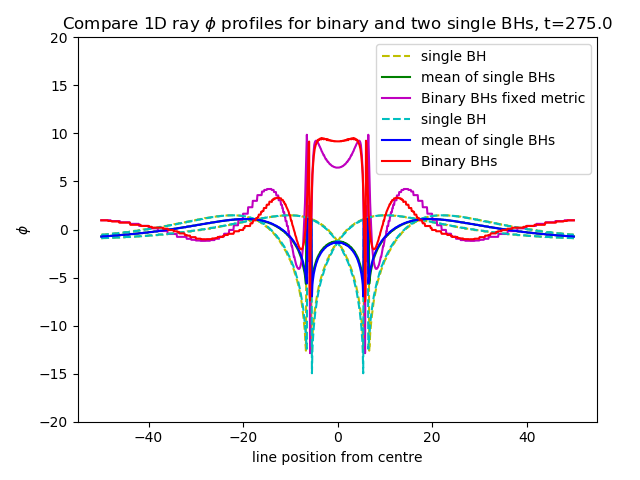 Compare 1D ray ϕ profiles for binary and two single BHs, t=275.0
20
15
10
5
0
−5
−10
−15
−20
ϕ
single BH
mean of single BHs
Binary BHs fixed metric
single BH
mean of single BHs
Binary BHs
−40 −20 0 20 40
line position from centre